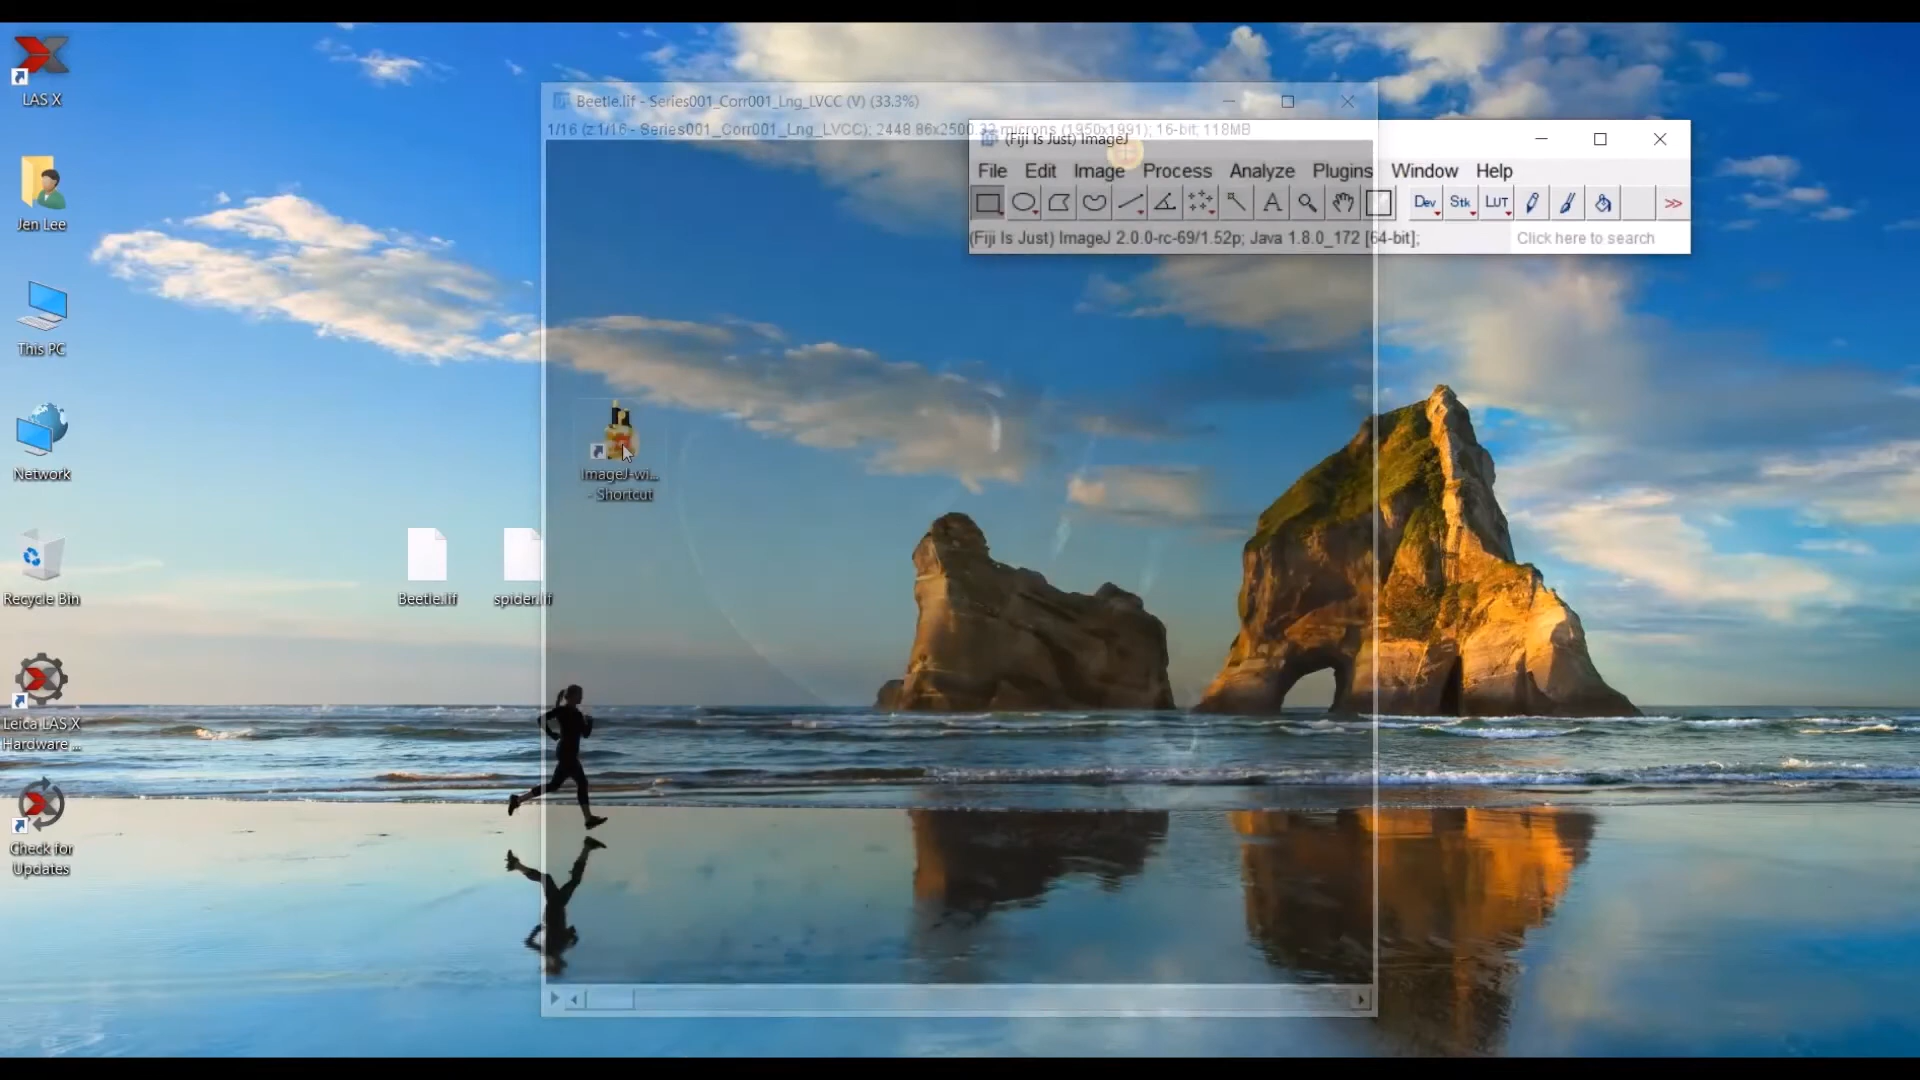 LAS X
Jen Lee
This PC
Network
Recycle Bin
Leica LAS X
Hardware ...
Check for
Updates
Beetle.lif
spider.lif
ImageJ-wi...
- Shortcut
Beetle.lif - Series001_Corr001_Lng_LVCC (V) (33.3%)
1/16 (z:1/16 - Series001_Corr001_Lng_LVCC); 2448.86x2500.32 microns (1950x1991); 16-bit; 118MB
(Fiji Is Just) ImageJ
File Edit Image Process Analyze Plugins Window Help
A Dev Stk LUT >>
(Fiji Is Just) ImageJ 2.0.0-rc-69/1.52p; Java 1.8.0_172 [64-bit]; Click here to search